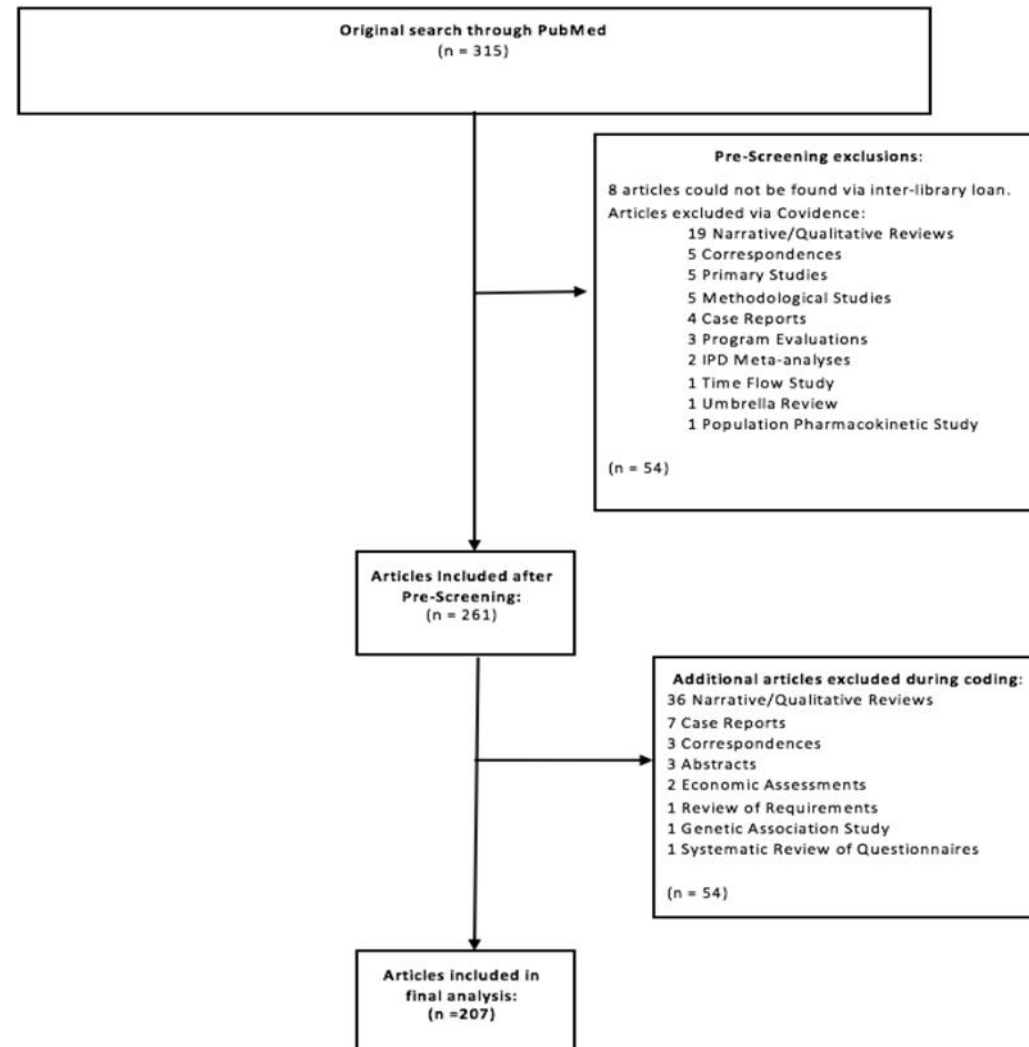 Original search through PubMed
(n = 315)
Pre-Screening exclusions:
8 articles could not be found via inter-library loan.
Articles excluded via Covidence:
19 Narrative/Qualitative Reviews
5 Correspondences
5 Primary Studies
5 Methodological Studies
4 Case Reports
3 Program Evaluations
2 IPD Meta-analyses
1 Time Flow Study
1 Umbrella Review
1 Population Pharmacokinetic Study
(n = 54)
Articles Included after
Pre-Screening:
(n = 261)
Additional articles excluded during coding:
36 Narrative/Qualitative Reviews
7 Case Reports
3 Correspondences
3 Abstracts
2 Economic Assessments
1 Review of Requirements
1 Genetic Association Study
1 Systematic Review of Questionnaires
(n = 54)
Articles included in
final analysis:
(n =207)